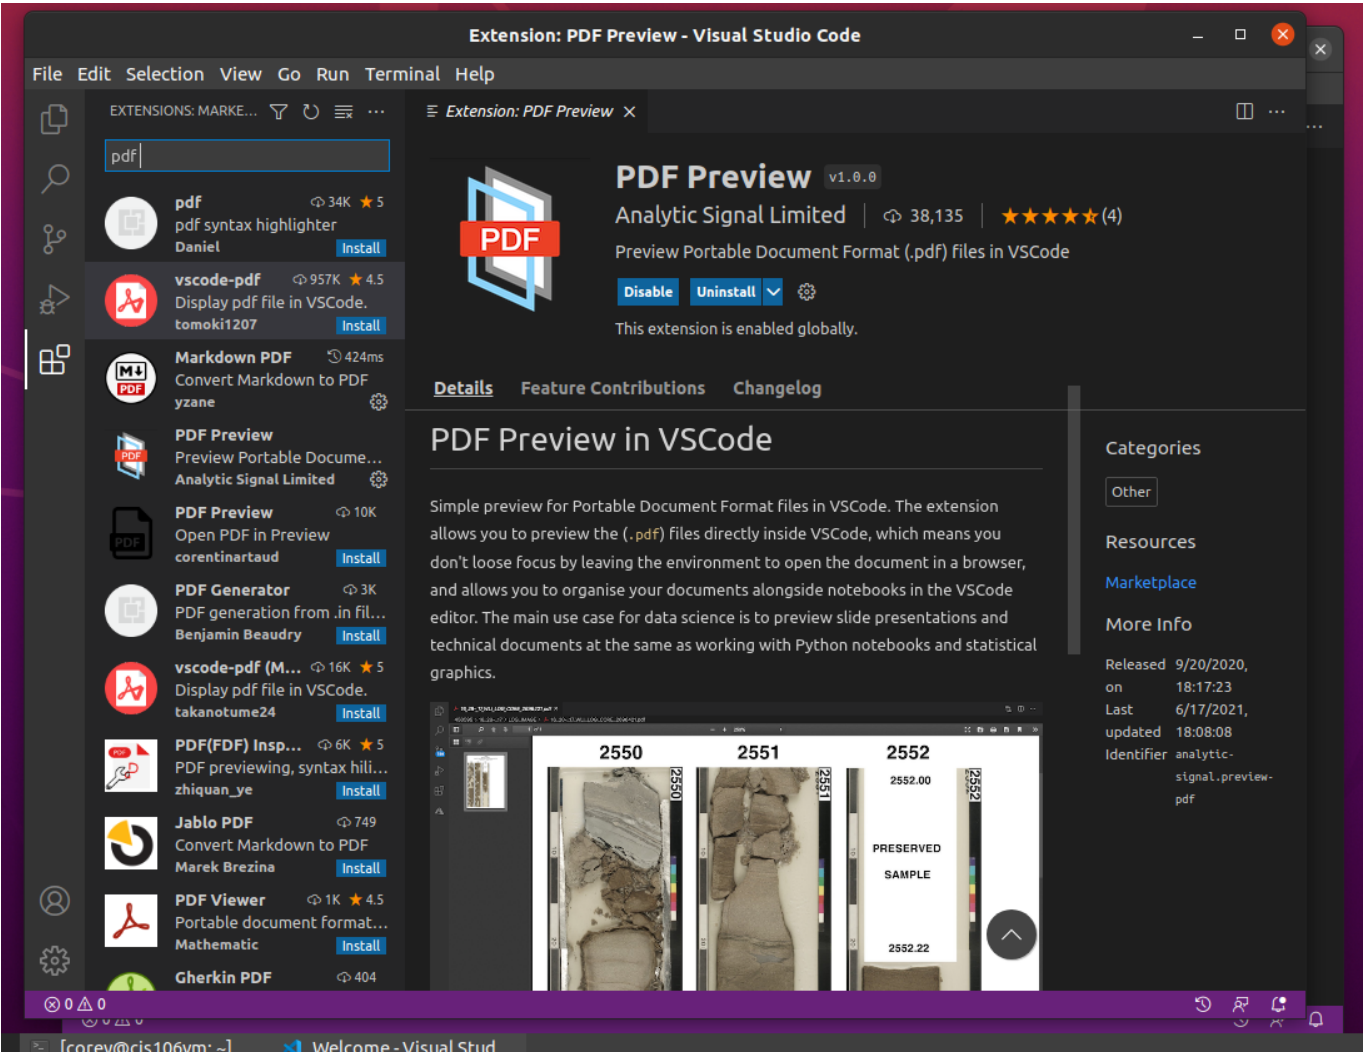 Extension: PDF Preview - Visual Studio Code
File Edit Selection View Go Run Terminal Help
EXTENSIONS: MARKE...
pdf
pdf 34K 5
pdf syntax highlighter
Daniel Install
vscode-pdf 957K 4.5
Display pdf file in VSCode.
tomoki1207 Install
Markdown PDF 424ms
Convert Markdown to PDF
yzane
PDF Preview
Preview Portable Docume...
Analytic Signal Limited
PDF Preview 10K
Open PDF in Preview
corentinartaud Install
PDF Generator 3K
PDF generation from .in fil...
Benjamin Beaudry Install
vscode-pdf (M... 16K 5
Display pdf file in VSCode.
takanotume24 Install
PDF(FDF) Insp... 6K 5
PDF previewing, syntax hili...
zhiquan_ye Install
Jablo PDF 749
Convert Markdown to PDF
Marek Brezina Install
PDF Viewer 1K 4.5
Portable document format...
Mathematic Install
Gherkin PDF 404
Extension: PDF Preview
PDF
PDF Preview v1.0.0
Analytic Signal Limited 38,135 (4)
Preview Portable Document Format (.pdf) files in VSCode
Disable Uninstall
This extension is enabled globally.
Details Feature Contributions Changelog
PDF Preview in VSCode
Simple preview for Portable Document Format files in VSCode. The extension
allows you to preview the (.pdf) files directly inside VSCode, which means you
don't loose focus by leaving the environment to open the document in a browser,
and allows you to organise your documents alongside notebooks in the VSCode
editor. The main use case for data science is to preview slide presentations and
technical documents at the same as working with Python notebooks and statistical
graphics.
2550 2551 2552
2550 2551 2552
2552.00
PRESERVED
SAMPLE
2552.22
Categories
Other
Resources
Marketplace
More Info
Released on 9/20/2020, 18:17:23
Last updated 6/17/2021, 18:08:08
Identifier analytic-
signal.preview-
pdf
0 0
[corey@cis106vm: ~] Welcome - Visual Stud